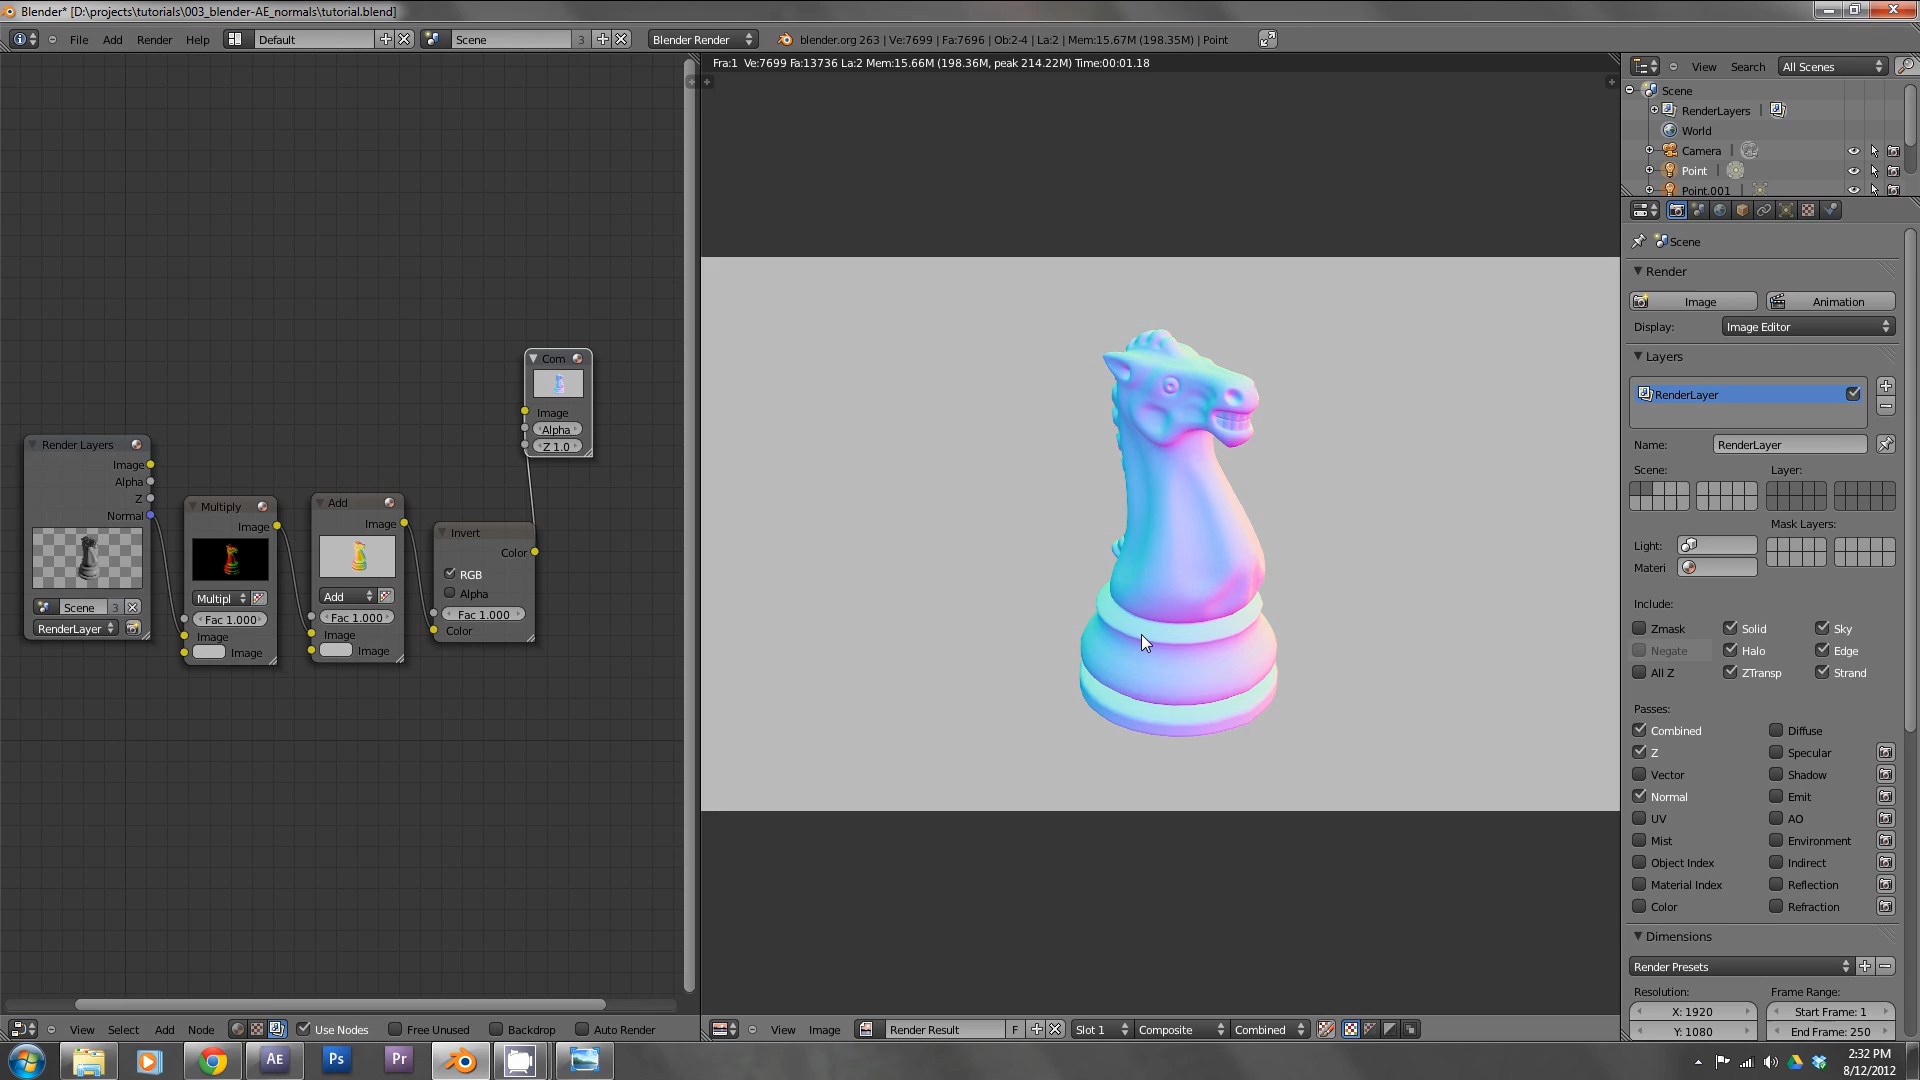 Blender* [D:\projects\tutorials\003_blender-AE_normals\tutorial.blend]
File Add Render Help Default Scene 3 Blender Render blender.org 263 | Ve:7699 | Fa:7696 | Ob:2-4 | La:2 | Mem:15.67M (198.35M) | Point
Fra:1 Ve:7699 Fa:13736 La:2 Mem:15.66M (198.36M, peak 214.22M) Time:00:01.18
View Search All Scenes
Scene
RenderLayers |
World
Camera |
Point |
Point.001 |
Scene
Render
Image Animation
Display: Image Editor
Layers
RenderLayer
Name: RenderLayer
Scene: Layer:
Mask Layers:
Light:
Materi
Include:
Zmask Solid Sky
Negate Halo Edge
All Z ZTransp Strand
Passes:
Combined Diffuse
Z Specular
Vector Shadow
Normal Emit
UV AO
Mist Environment
Object Index Indirect
Material Index Reflection
Color Refraction
Dimensions
Render Presets
Resolution: Frame Range:
X: 1920 Start Frame: 1
Y: 1080 End Frame: 250
Com
Image
Alpha
Z 1.0
Render Layers
Image
Alpha
Z
Normal
Scene 3
RenderLayer
Multiply
Image
Multipl
Fac 1.000
Image
Image
Add
Image
Add
Fac 1.000
Image
Image
Invert
Color
RGB
Alpha
Fac 1.000
Color
View Select Add Node Use Nodes Free Unused Backdrop Auto Render
View Image Render Result F Slot 1 Composite Combined
AE Ps Pr
2:32 PM
8/12/2012